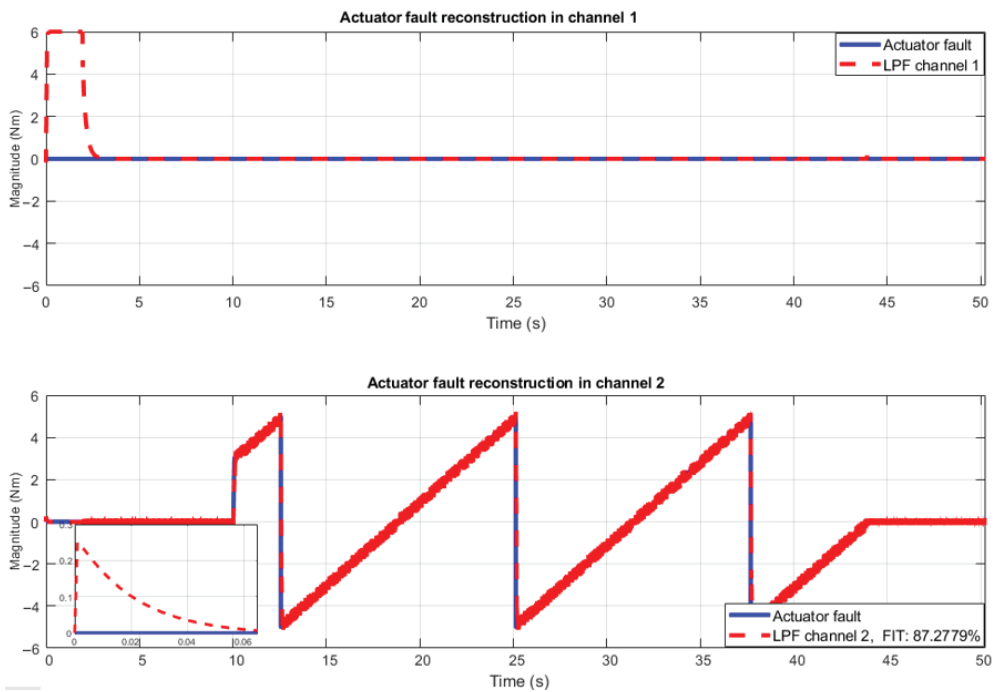 Actuator fault reconstruction in channel 1
6
4
2
0
−2
−4
−6
Magnitude (Nm)
Actuator fault
LPF channel 1
0 5 10 15 20 25 30 35 40 45 50
Time (s)
Actuator fault reconstruction in channel 2
6
4
2
0
−2
−4
−6
Magnitude (Nm)
0.3
0.2
0.1
0
0 0.02 0.04 0.06
Actuator fault
LPF channel 2, FIT: 87.2779%
0 5 10 15 20 25 30 35 40 45 50
Time (s)